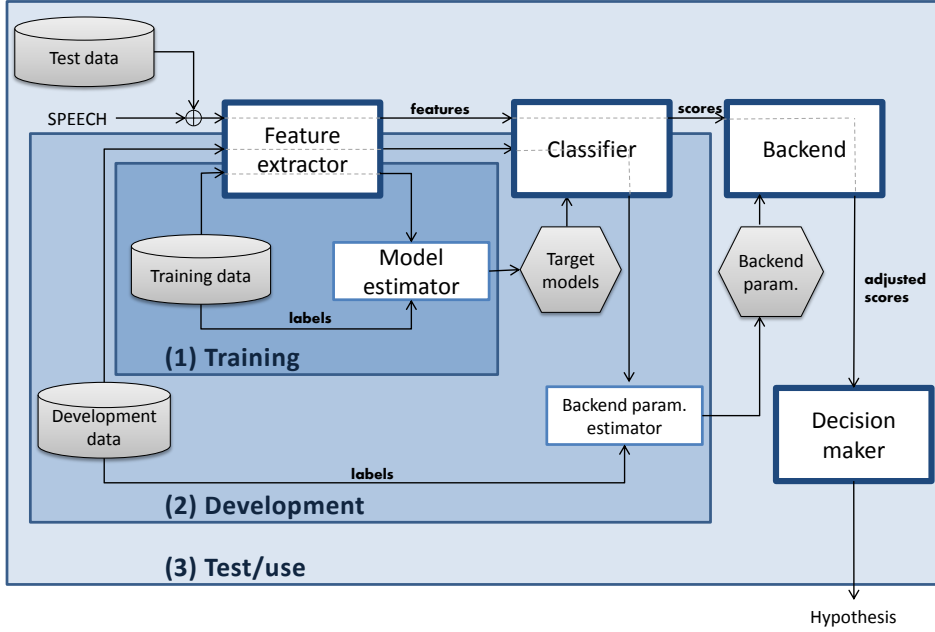 Test data
SPEECH
features
scores
Feature
extractor
Classifier
Backend
Training data
Model
estimator
Target
models
Backend
param.
adjusted
scores
labels
(1) Training
Development
data
Backend param.
estimator
Decision
maker
labels
(2) Development
(3) Test/use
Hypothesis